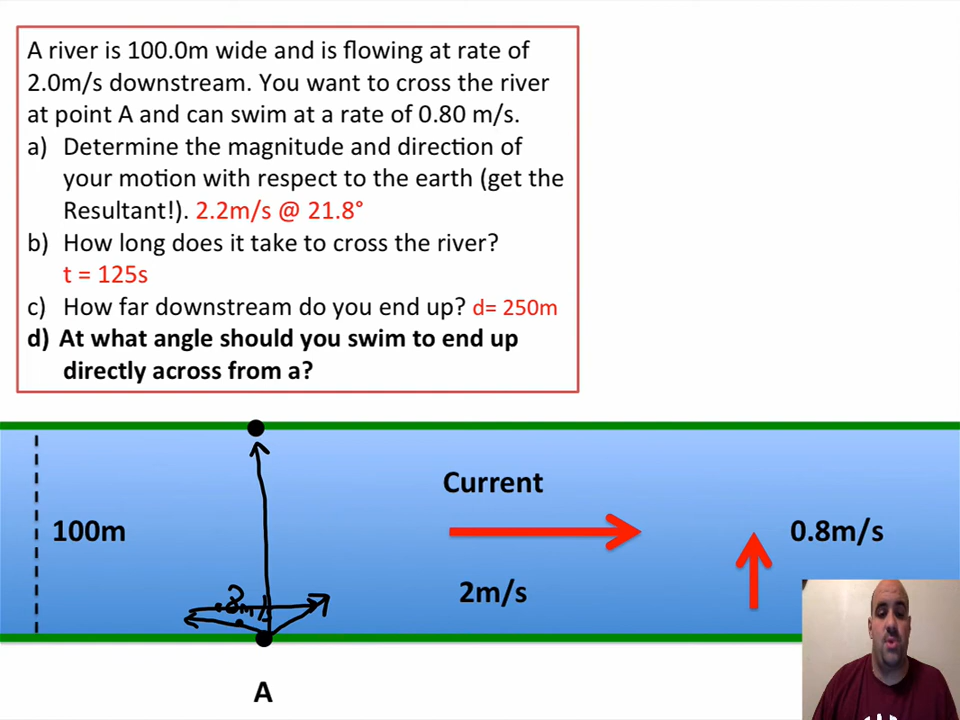 A river is 100.0m wide and is flowing at rate of
2.0m/s downstream. You want to cross the river
at point A and can swim at a rate of 0.80 m/s.
a) Determine the magnitude and direction of
your motion with respect to the earth (get the
Resultant!). 2.2m/s @ 21.8°
b) How long does it take to cross the river?
t = 125s
c) How far downstream do you end up? d= 250m
d) At what angle should you swim to end up
directly across from a?
Current
100m
0.8m/s
2m/s
.8m/s
A